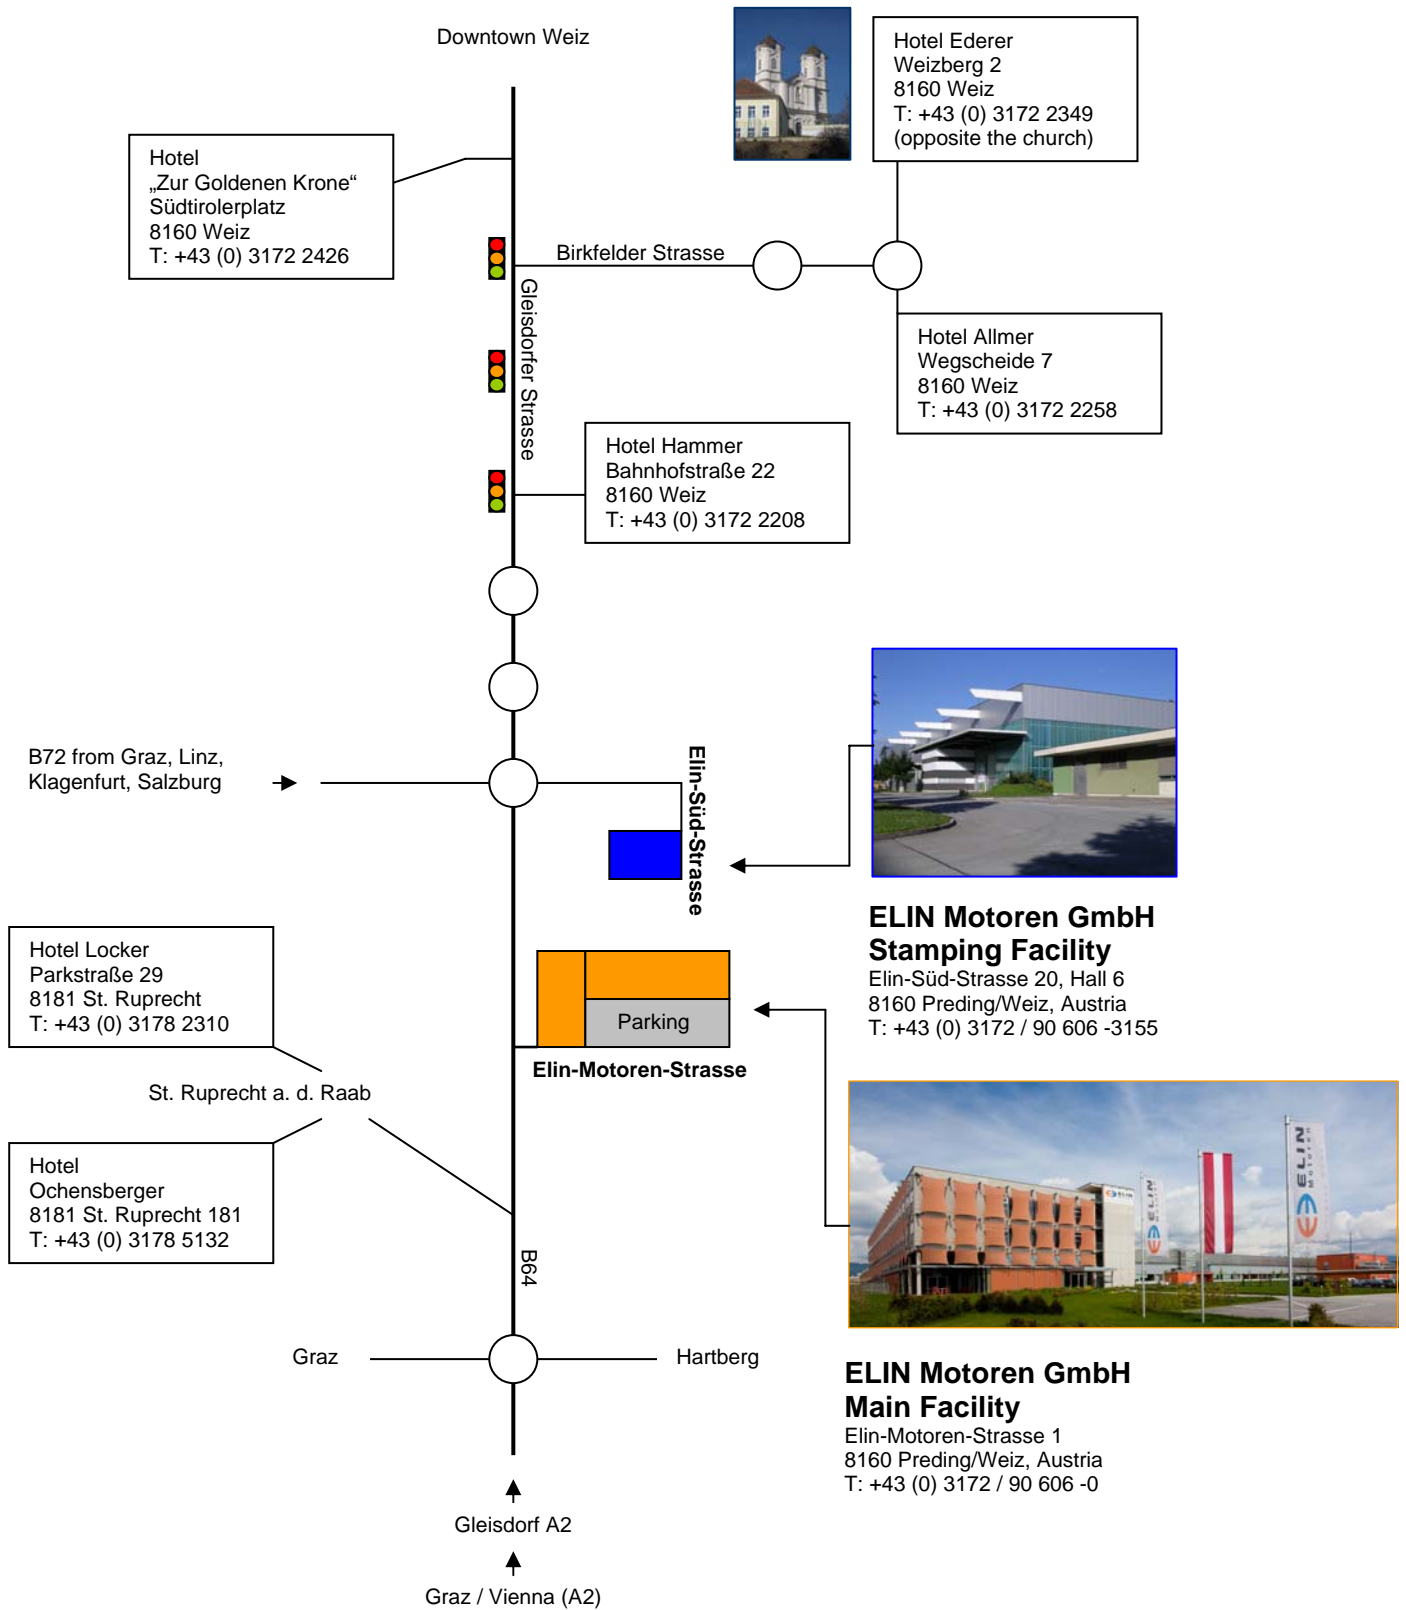 Downtown Weiz
Hotel Ederer
Weizberg 2
8160 Weiz
T: +43 (0) 3172 2349
(opposite the church)
Hotel
„Zur Goldenen Krone“
Südtirolerplatz
8160 Weiz
T: +43 (0) 3172 2426
Birkfelder Strasse
Gleisdorfer Strasse
Hotel Allmer
Wegscheide 7
8160 Weiz
T: +43 (0) 3172 2258
Hotel Hammer
Bahnhofstraße 22
8160 Weiz
T: +43 (0) 3172 2208
B72 from Graz, Linz,
Klagenfurt, Salzburg
Elin-Süd-Strasse
ELIN Motoren GmbH
Stamping Facility
Elin-Süd-Strasse 20, Hall 6
8160 Preding/Weiz, Austria
T: +43 (0) 3172 / 90 606 -3155
Hotel Locker
Parkstraße 29
8181 St. Ruprecht
T: +43 (0) 3178 2310
Parking
Elin-Motoren-Strasse
St. Ruprecht a. d. Raab
Hotel
Ochensberger
8181 St. Ruprecht 181
T: +43 (0) 3178 5132
B64
ELIN
ELIN
ELIN
Motoren
Graz
Hartberg
ELIN Motoren GmbH
Main Facility
Elin-Motoren-Strasse 1
8160 Preding/Weiz, Austria
T: +43 (0) 3172 / 90 606 -0
Gleisdorf A2
Graz / Vienna (A2)